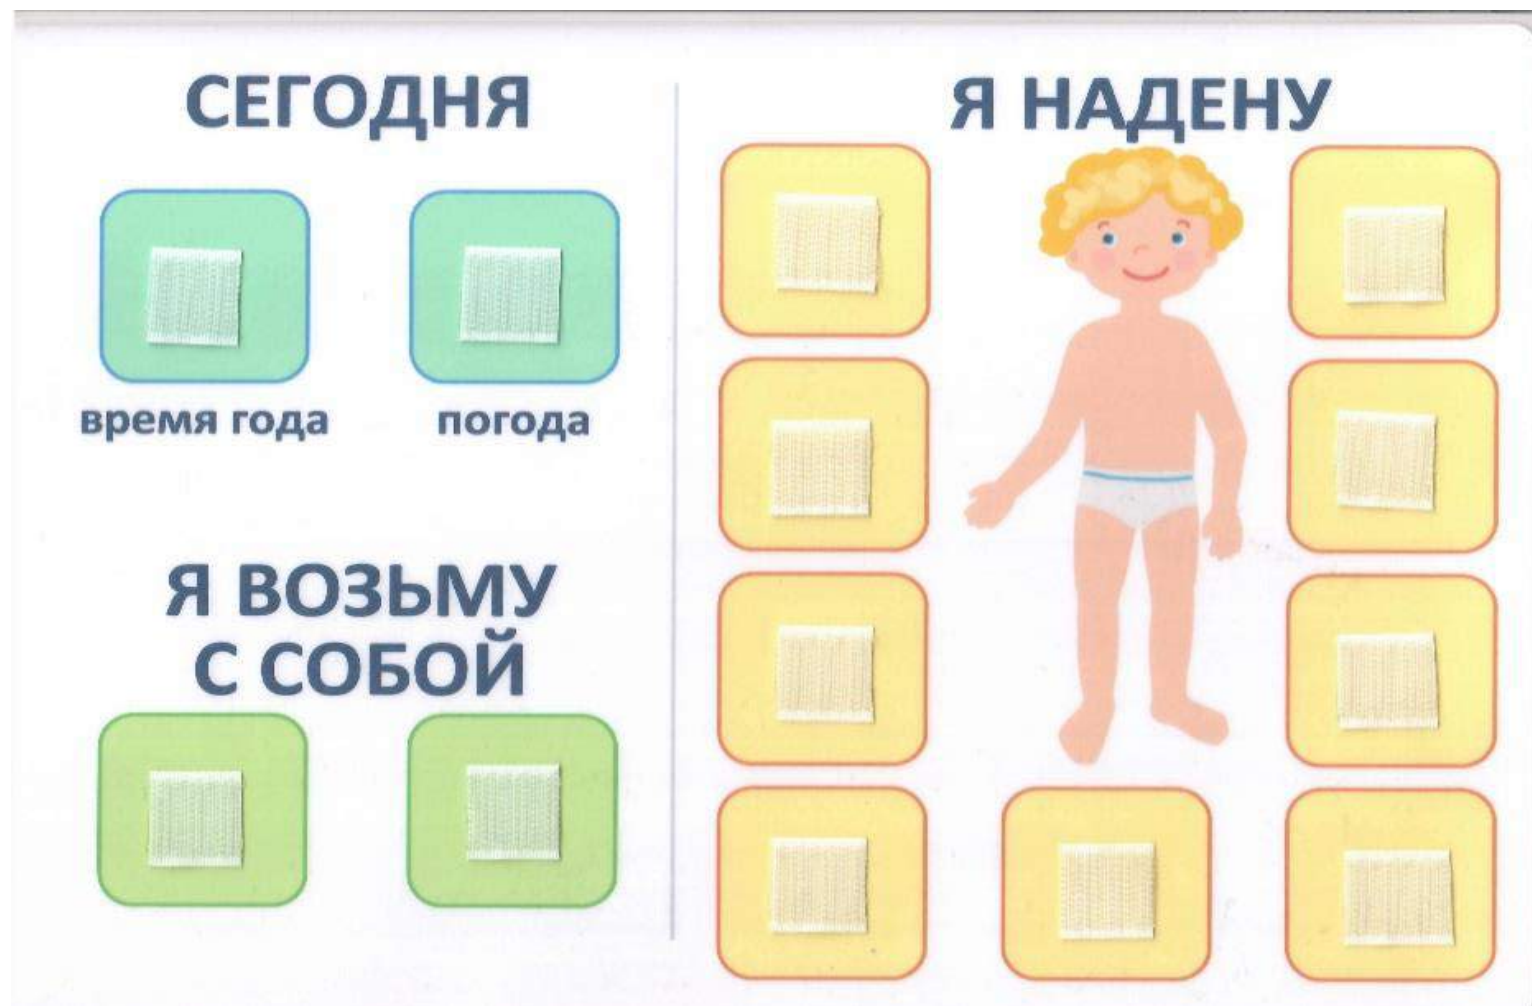 СЕГОДНЯ
время года
погода
Я ВОЗЬМУ
С СОБОЙ
Я НАДЕНУ